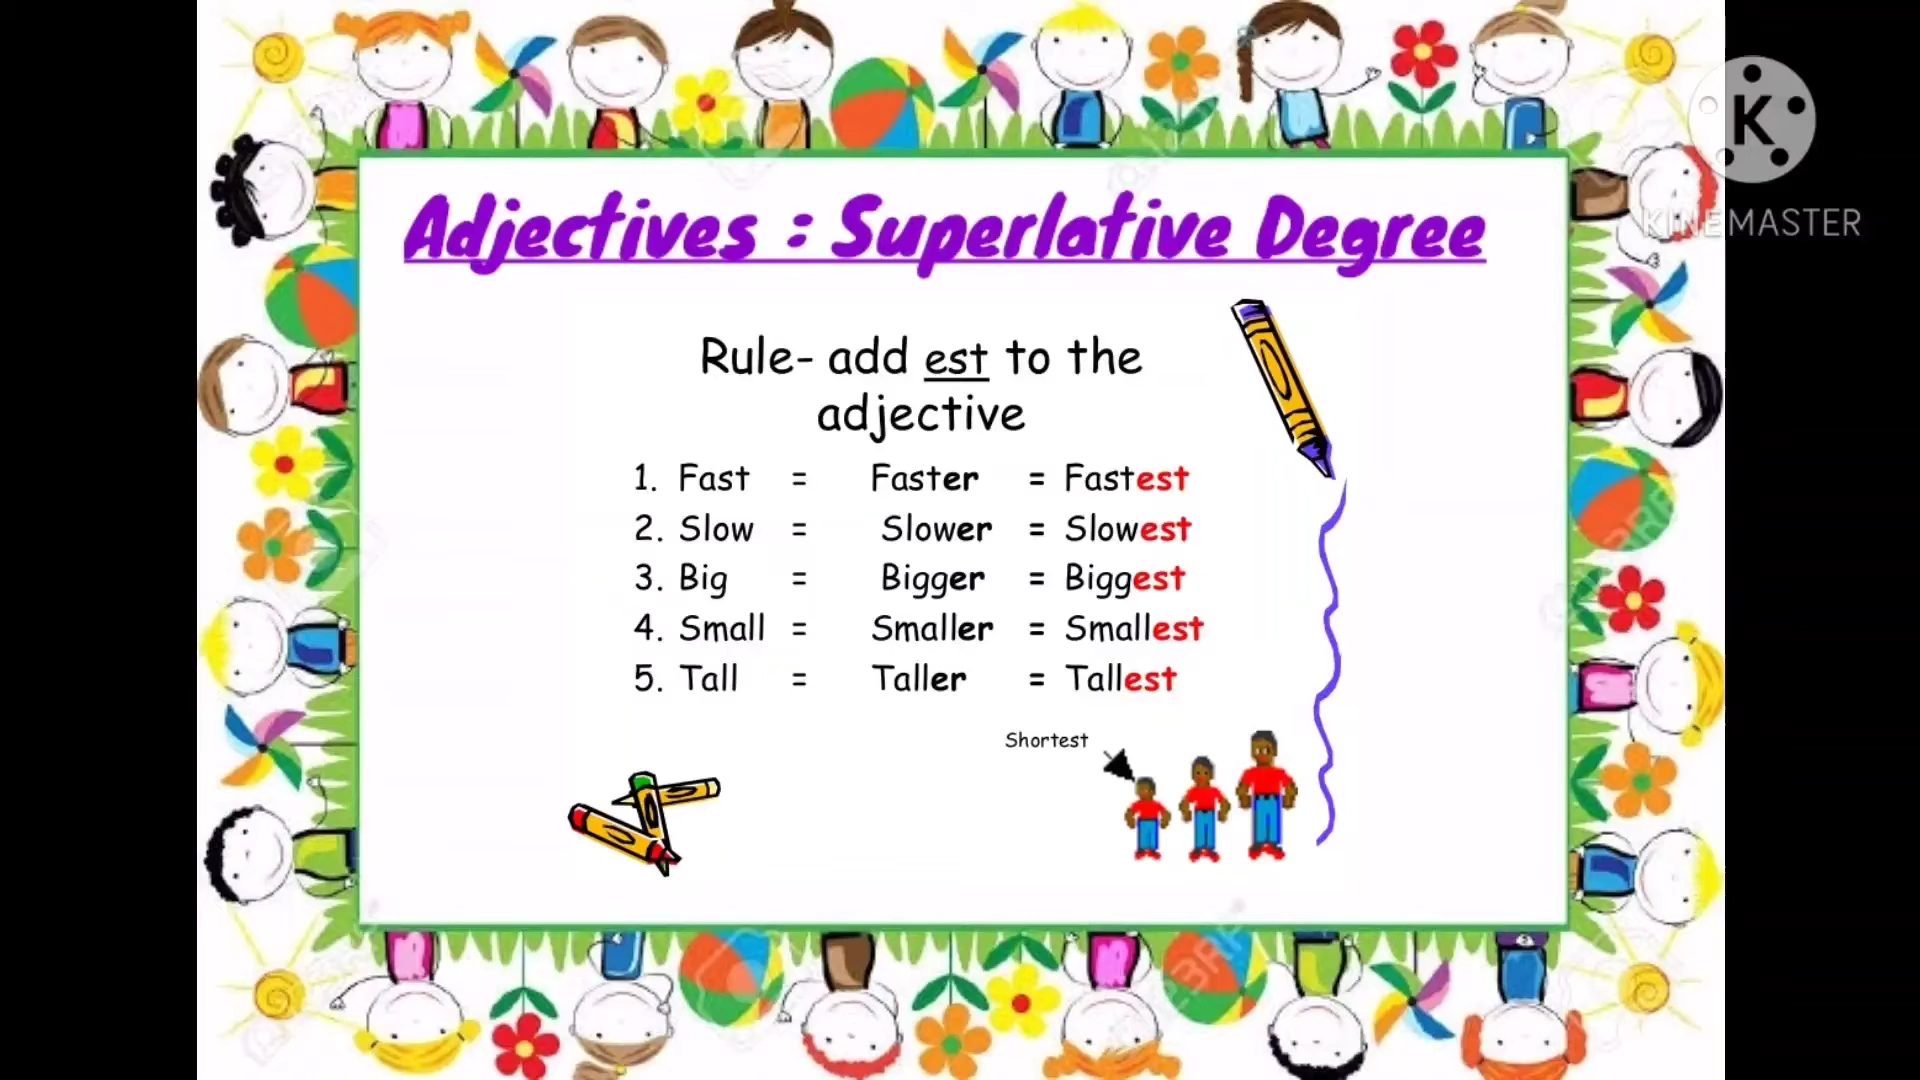 Adjectives : Superlative Degree
K
KINEMASTER
Rule- add est to the
adjective
1. Fast = Faster = Fastest
2. Slow = Slower = Slowest
3. Big = Bigger = Biggest
4. Small = Smaller = Smallest
5. Tall = Taller = Tallest
Shortest